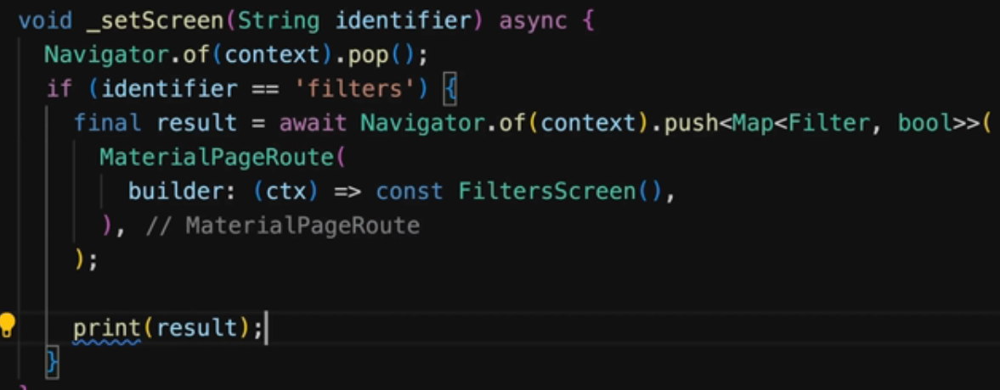 void _setScreen(String identifier) async {
Navigator.of(context).pop();
if (identifier == 'filters') {
final result = await Navigator.of(context).push<Map<Filter, bool>>(
MaterialPageRoute(
builder: (ctx) => const FiltersScreen(),
), // MaterialPageRoute
);
print(result);
}
}